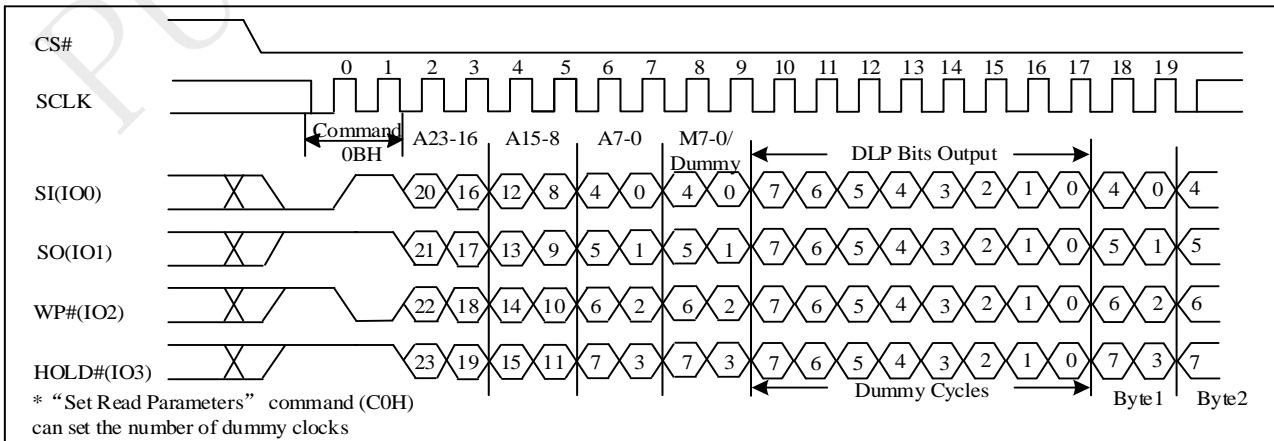 CS#
0 1 2 3 4 5 6 7 8 9 10 11 12 13 14 15 16 17 18 19
SCLK
Command A23-16 A15-8 A7-0 M7-0/
0BH Dummy DLP Bits Output
SI(IO0) 20 16 12 8 4 0 4 0 7 6 5 4 3 2 1 0 4 0 4
SO(IO1) 21 17 13 9 5 1 5 1 7 6 5 4 3 2 1 0 5 1 5
WP#(IO2) 22 18 14 10 6 2 6 2 7 6 5 4 3 2 1 0 6 2 6
HOLD#(IO3) 23 19 15 11 7 3 7 3 7 6 5 4 3 2 1 0 7 3 7
Dummy Cycles Byte1 Byte2
* “Set Read Parameters” command (C0H)
can set the number of dummy clocks